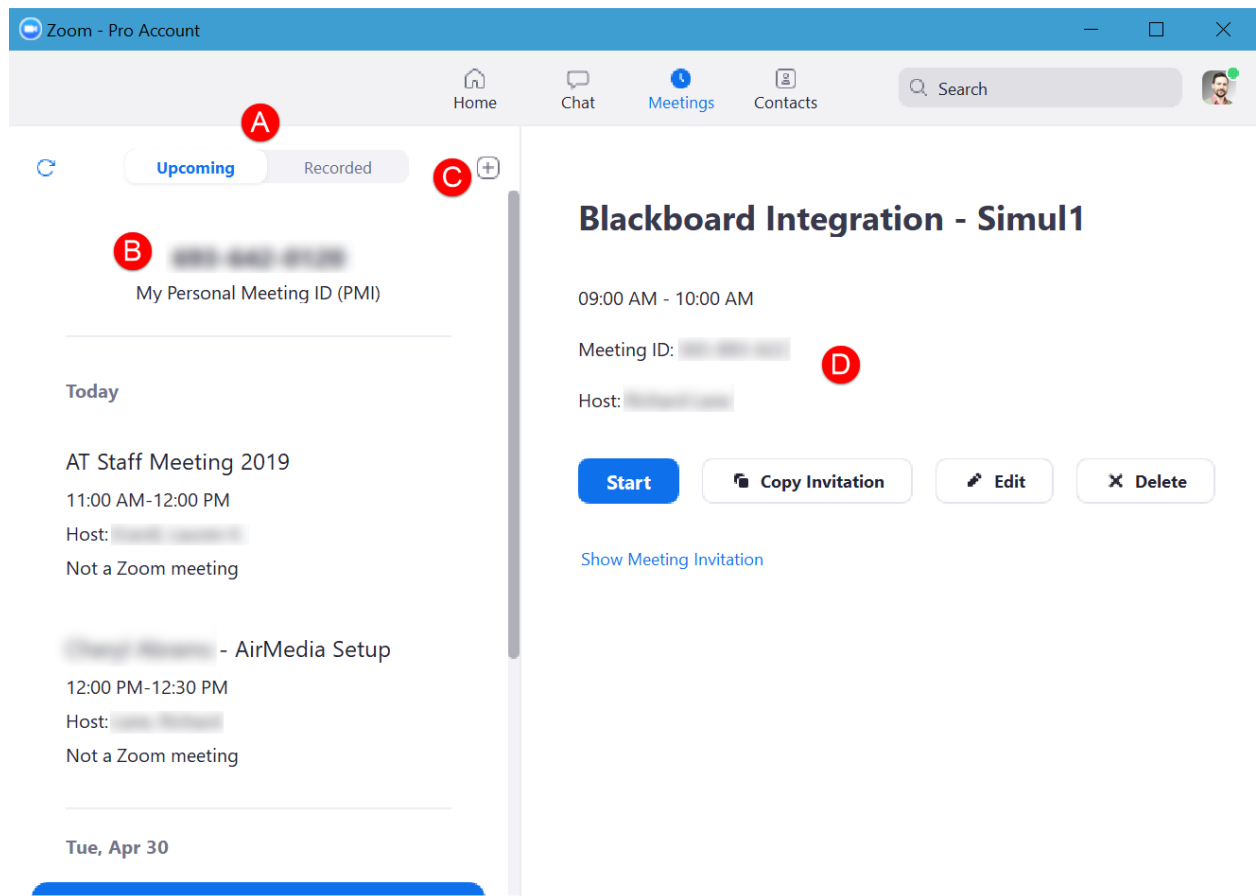 Zoom - Pro Account
Home
Chat
Meetings
Contacts
Search
A
Upcoming
Recorded
C
B
My Personal Meeting ID (PMI)
Today
AT Staff Meeting 2019
11:00 AM-12:00 PM
Host:
Not a Zoom meeting
- AirMedia Setup
12:00 PM-12:30 PM
Host:
Not a Zoom meeting
Tue, Apr 30
Blackboard Integration - Simul1
09:00 AM - 10:00 AM
Meeting ID:
D
Host:
Start
Copy Invitation
Edit
Delete
Show Meeting Invitation